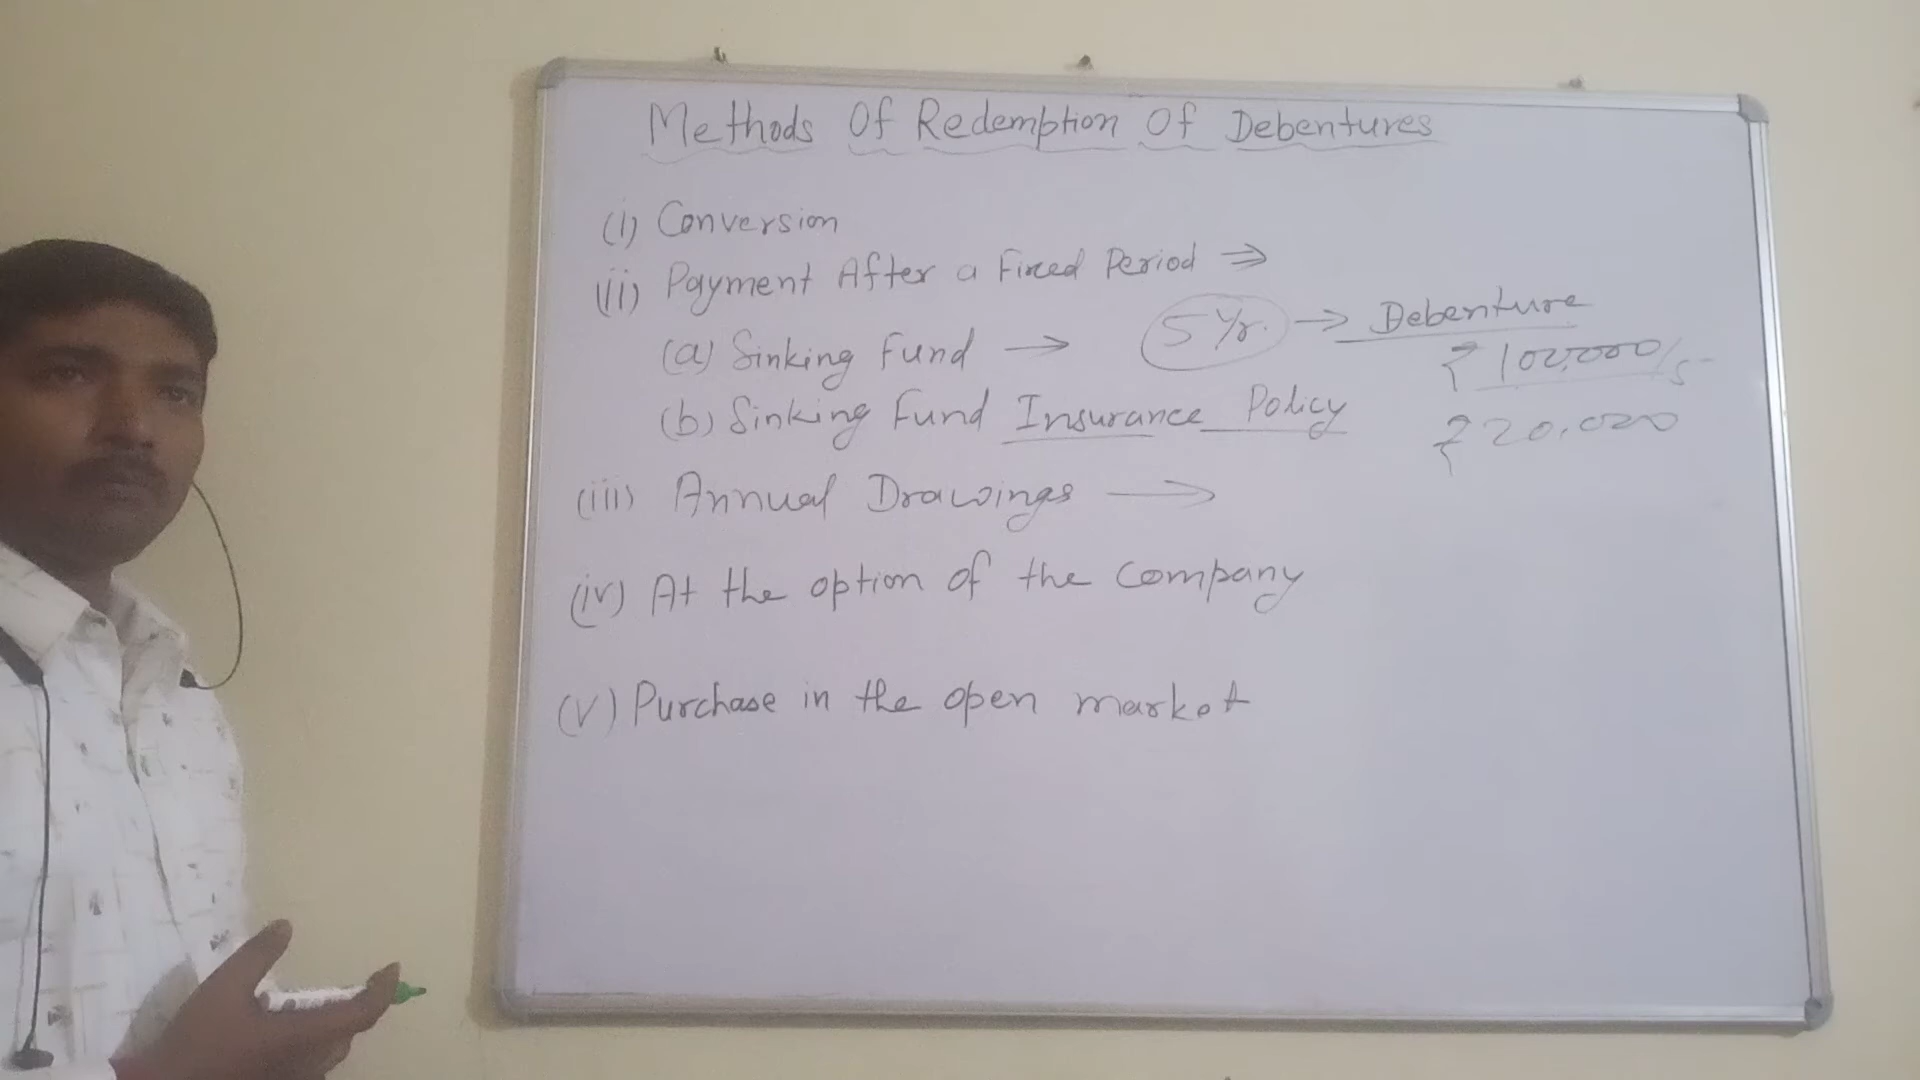 Methods Of Redemption Of Debentures
(i) Conversion
(ii) Payment After a Fixed Period ⇒
(a) Sinking Fund → 5 Yr. → Debenture
₹ 100,000/5
(b) Sinking Fund Insurance Policy
₹ 20,000
(iii) Annual Drawings →
(iv) At the option of the Company
(v) Purchase in the open market